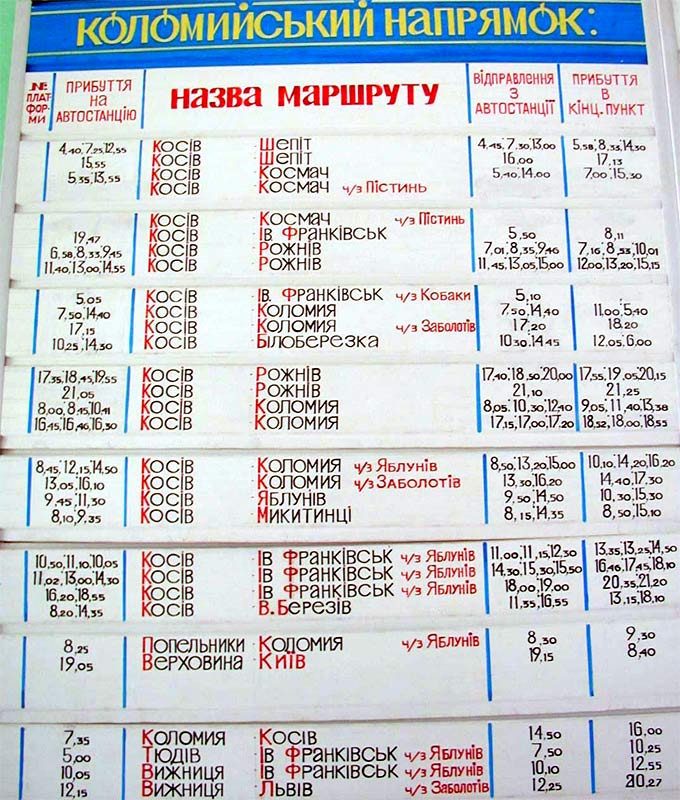 КОЛОМИЙСЬКИЙ НАПРЯМОК:
№№ ПЛАТФОРМИ ПРИБУТТЯ НА АВТОСТАНЦІЮ НАЗВА МАРШРУТУ ВІДПРАВЛЕННЯ З АВТОСТАНЦІЇ ПРИБУТТЯ В КІНЦ. ПУНКТ
4,40; 7,25; 12,55 КОСІВ - ШЕПІТ 4,45; 7,30; 13,00 5,58; 8,33; 14,30
15,55 КОСІВ - ШЕПІТ 16,00 17,13
5,35; 13,55 КОСІВ - КОСМАЧ 5,40; 14,00 7,00; 15,30
КОСІВ - КОСМАЧ ч/з ПІСТИНЬ
КОСІВ - КОСМАЧ ч/з ПІСТИНЬ
19,47 КОСІВ - ІВ ФРАНКІВСЬК 5,50 8,11
6,58; 8,33; 9,45 КОСІВ - РОЖНІВ 7,01; 8,35; 9,46 7,16; 8,53; 10,01
11,40; 13,00; 14,55 КОСІВ - РОЖНІВ 11,45; 13,05; 15,00 12,00; 13,20; 15,15
5,05 КОСІВ - ІВ. ФРАНКІВСЬК ч/з КОБАКИ 5,10
7,50; 14,40 КОСІВ - КОЛОМИЯ 7,50; 14,40 11,00; 5,40
17,15 КОСІВ - КОЛОМИЯ ч/з ЗАБОЛОТІВ 17,20 18,20
10,25; 14,30 КОСІВ - БІЛОБЕРЕЗКА 10,30; 14,45 12,05; 6,00
17,35; 18,45; 19,55 КОСІВ - РОЖНІВ 17,40; 18,50; 20,00 17,55; 19,05; 20,15
21,05 КОСІВ - РОЖНІВ 21,10 21,25
8,00; 8,45; 10,41 КОСІВ - КОЛОМИЯ 8,05; 10,30; 12,40 9,05; 11,40; 13,38
16,45; 16,46; 16,30 КОСІВ - КОЛОМИЯ 17,15; 17,00; 17,20 18,52; 18,00; 18,55
8,45; 12,15; 14,50 КОСІВ - КОЛОМИЯ ч/з ЯБЛУНІВ 8,50; 13,20; 15,00 10,10; 14,20; 16,20
13,05; 16,10 КОСІВ - КОЛОМИЯ ч/з ЗАБОЛОТІВ 13,30; 16,20 14,40; 17,30
9,45; 11,30 КОСІВ - ЯБЛУНІВ 9,50; 14,50 10,30; 15,30
8,10; 9,35 КОСІВ - МИКИТИНЦІ 8,15; 14,35 8,50; 15,10
10,50; 11,10; 10,05 КОСІВ - ІВ ФРАНКІВСЬК ч/з ЯБЛУНІВ 11,00; 11,15; 12,30 13,35; 13,25; 14,50
11,02; 13,00; 14,30 КОСІВ - ІВ ФРАНКІВСЬК ч/з ЯБЛУНІВ 14,30; 15,30; 15,50 16,46; 17,45; 18,10
16,20; 18,55 КОСІВ - ІВ ФРАНКІВСЬК ч/з ЯБЛУНІВ 18,00; 19,00 20,35; 21,20
8,20; 14,35 КОСІВ - В. БЕРЕЗІВ 11,35; 16,55 13,15; 18,10
8,25 ПОПЕЛЬНИКИ - КОЛОМИЯ ч/з ЯБЛУНІВ 8,30 9,30
19,05 ВЕРХОВИНА - КИЇВ 19,15 8,40
7,35 КОЛОМИЯ - КОСІВ 14,50 16,00
5,00 ТЮДІВ - ІВ ФРАНКІВСЬК ч/з ЯБЛУНІВ 7,50 10,25
10,05 ВИЖНИЦЯ - ІВ ФРАНКІВСЬК ч/з ЯБЛУНІВ 10,10 12,55
12,15 ВИЖНИЦЯ - ЛЬВІВ ч/з ЗАБОЛОТІВ 12,25 20,27